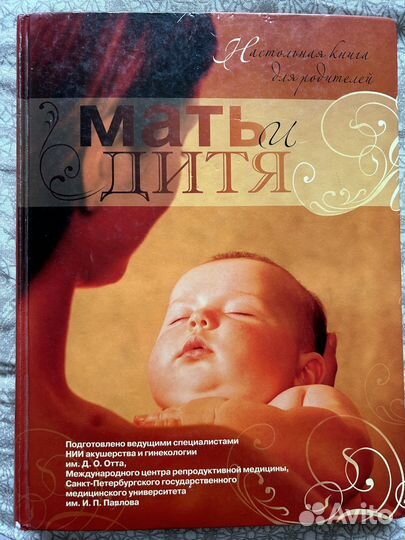 Настольная книга
для родителей
мать и
дитя
Подготовлено ведущими специалистами
НИИ акушерства и гинекологии
им. Д. О. Отта,
Международного центра репродуктивной медицины,
Санкт-Петербургского государственного
медицинского университета
им. И. П. Павлова
Avito